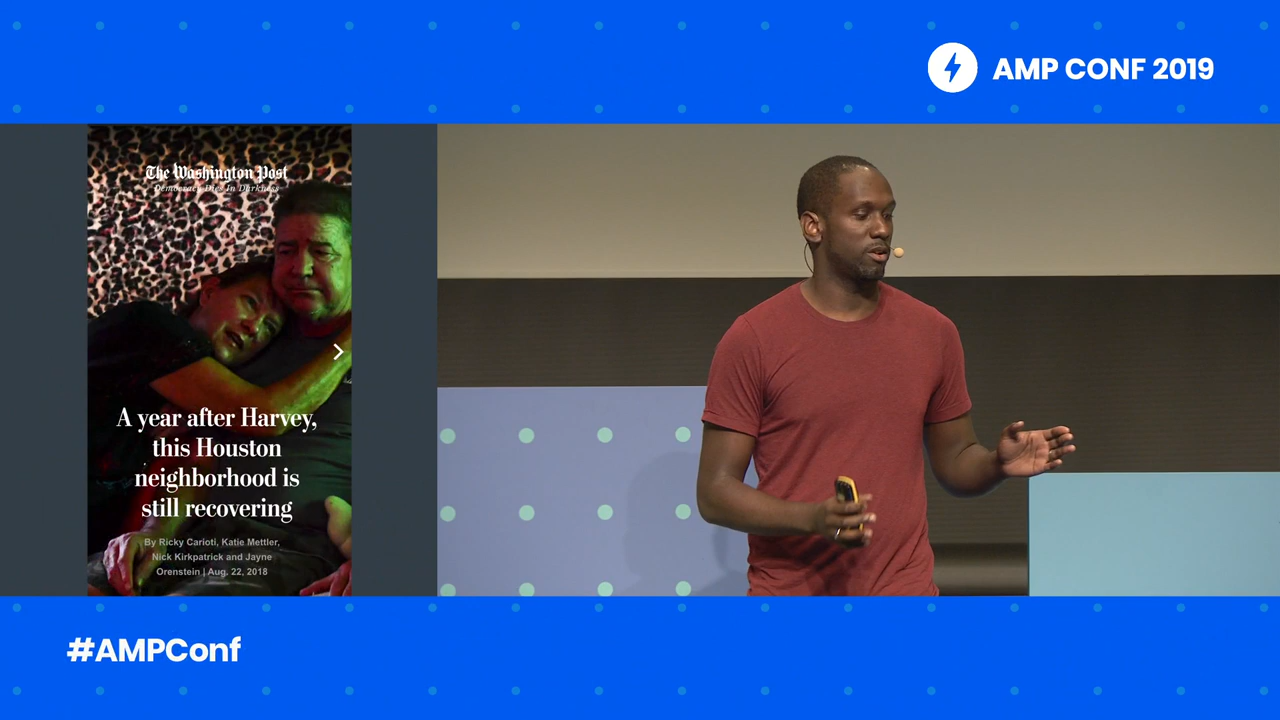 AMP CONF 2019
The Washington Post
Democracy Dies In Darkness
A year after Harvey,
this Houston
neighborhood is
still recovering
By Ricky Carioti, Katie Mettler,
Nick Kirkpatrick and Jayne
Orenstein | Aug. 22, 2018
#AMPConf